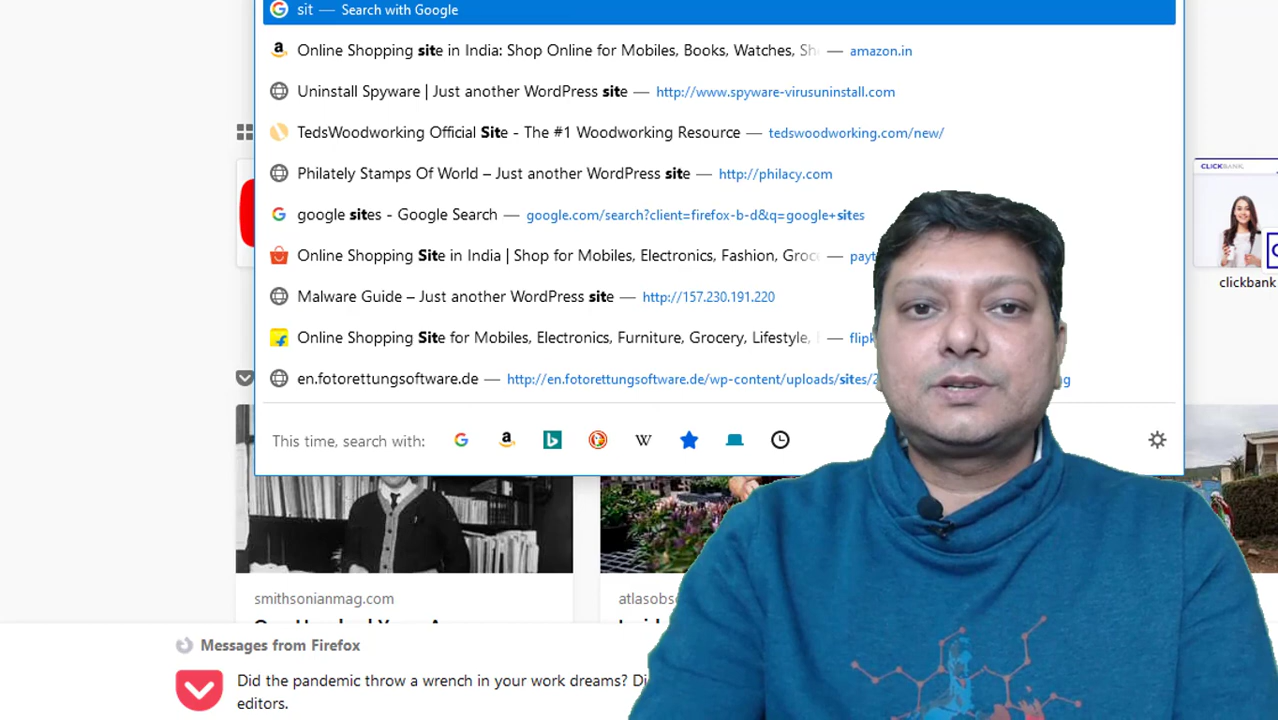 sit — Search with Google
Online Shopping site in India: Shop Online for Mobiles, Books, Watches, Sh — amazon.in
Uninstall Spyware | Just another WordPress site — http://www.spyware-virusuninstall.com
TedsWoodworking Official Site - The #1 Woodworking Resource — tedswoodworking.com/new/
Philately Stamps Of World – Just another WordPress site — http://philacy.com
google sites - Google Search — google.com/search?client=firefox-b-d&q=google+sites
Online Shopping Site in India | Shop for Mobiles, Electronics, Fashion, Groc — payt
Malware Guide – Just another WordPress site — http://157.230.191.220
Online Shopping Site for Mobiles, Electronics, Furniture, Grocery, Lifestyle, — flipk
en.fotorettungsoftware.de — http://en.fotorettungsoftware.de/wp-content/uploads/sites/2
This time, search with:
CLICKBANK
clickbank
smithsonianmag.com
atlasobs
Messages from Firefox
Did the pandemic throw a wrench in your work dreams? Di
editors.